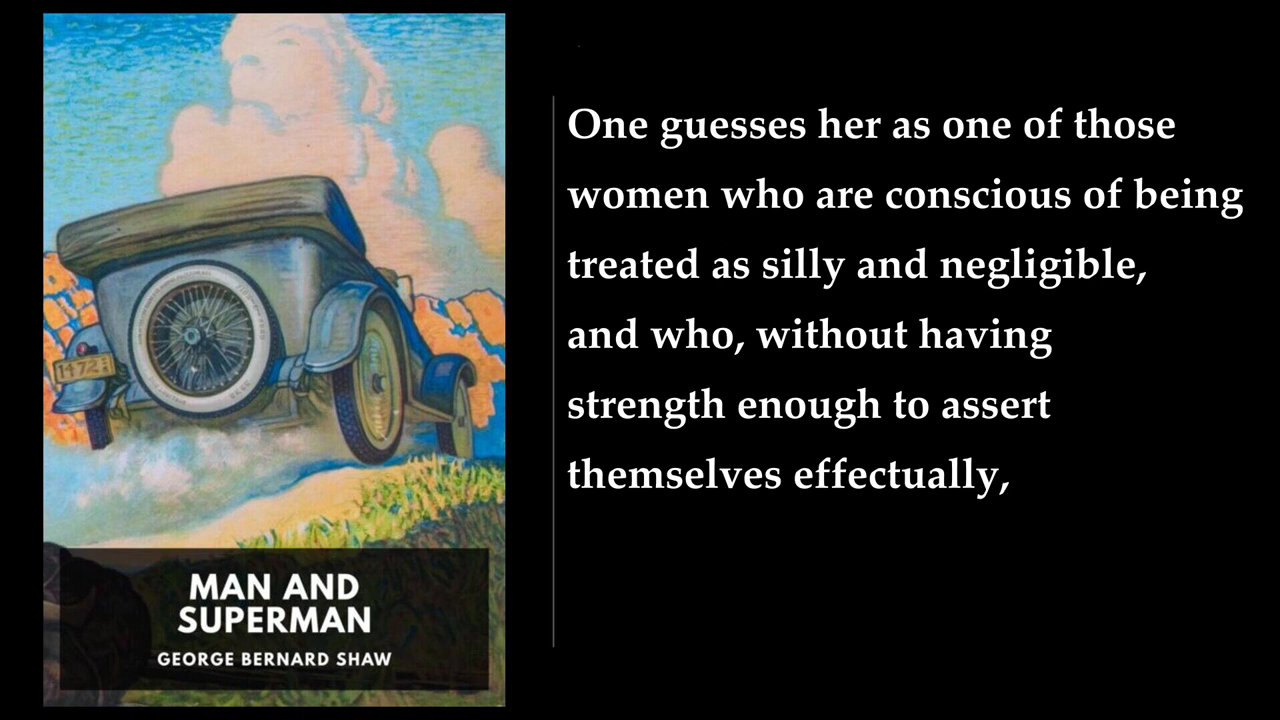 One guesses her as one of those
women who are conscious of being
treated as silly and negligible,
and who, without having
strength enough to assert
themselves effectually,
1472
MAN AND
SUPERMAN
GEORGE BERNARD SHAW